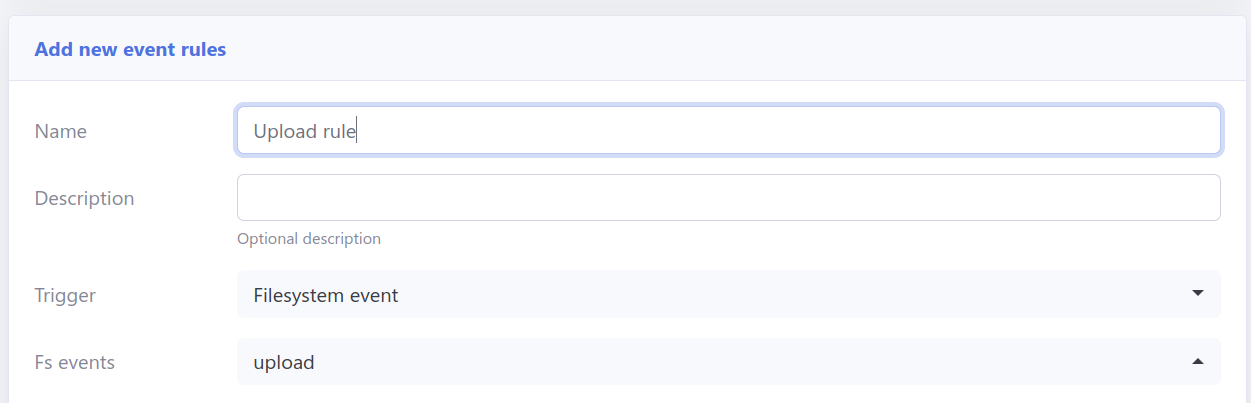 Add new event rules
Name
Upload rule
Description
Optional description
Trigger
Filesystem event
Fs events
upload